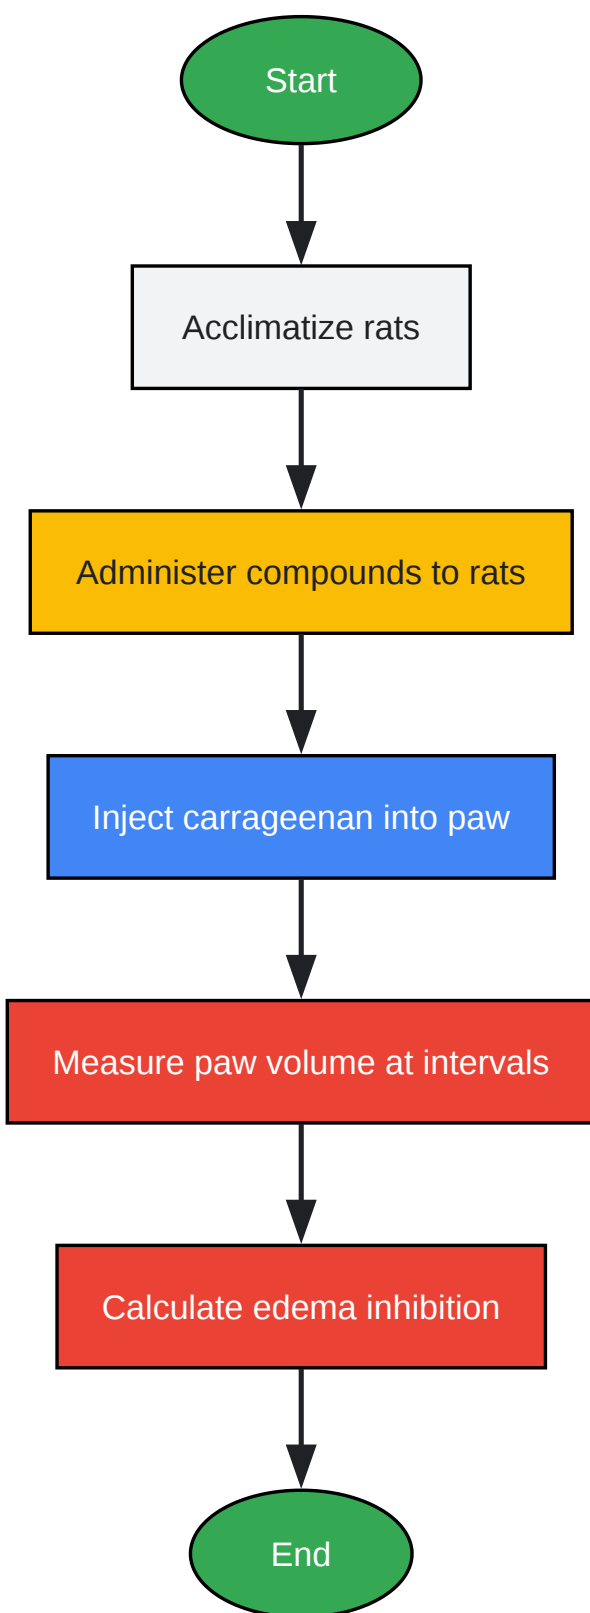 Start
Acclimatize rats
Administer compounds to rats
Inject carrageenan into paw
Measure paw volume at intervals
Calculate edema inhibition
End